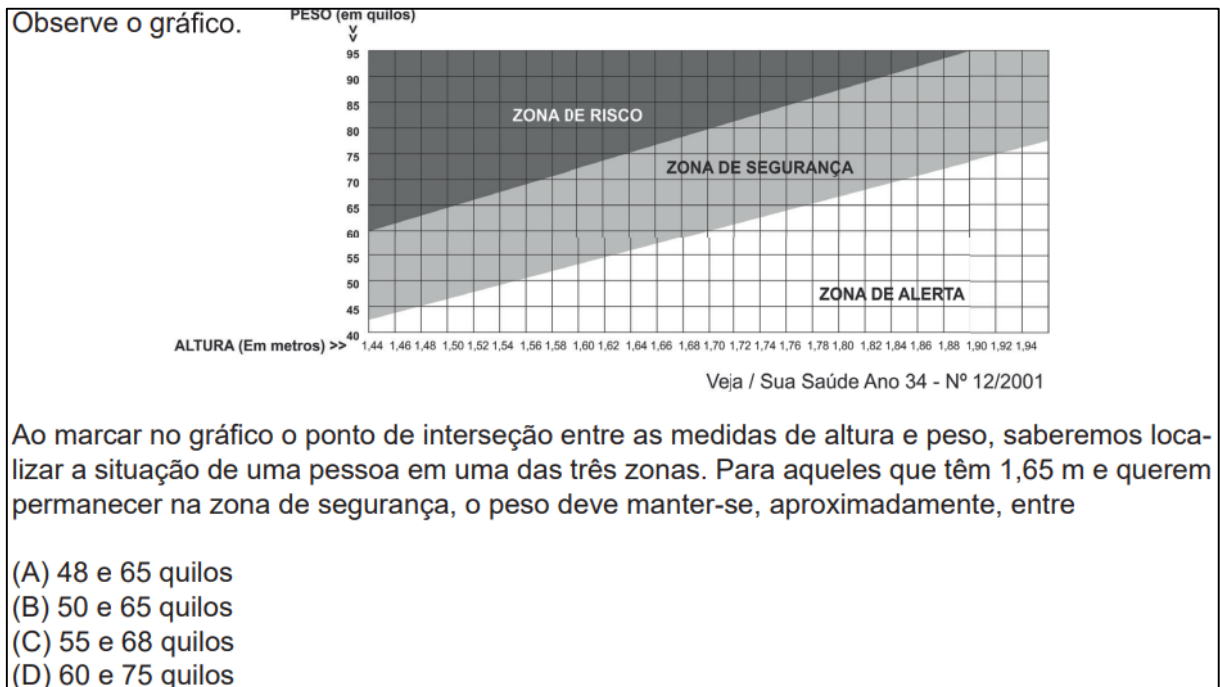 Observe o gráfico.
PESO (em quilos)
>>
95
90
85
80
75
70
65
60
55
50
45
40
ZONA DE RISCO
ZONA DE SEGURANÇA
ZONA DE ALERTA
ALTURA (Em metros) >>
1,44 1,46 1,48 1,50 1,52 1,54 1,56 1,58 1,60 1,62 1,64 1,66 1,68 1,70 1,72 1,74 1,76 1,78 1,80 1,82 1,84 1,86 1,88 1,90 1,92 1,94
Veja / Sua Saúde Ano 34 - Nº 12/2001
Ao marcar no gráfico o ponto de interseção entre as medidas de altura e peso, saberemos loca-
lizar a situação de uma pessoa em uma das três zonas. Para aqueles que têm 1,65 m e querem
permanecer na zona de segurança, o peso deve manter-se, aproximadamente, entre
(A) 48 e 65 quilos
(B) 50 e 65 quilos
(C) 55 e 68 quilos
(D) 60 e 75 quilos